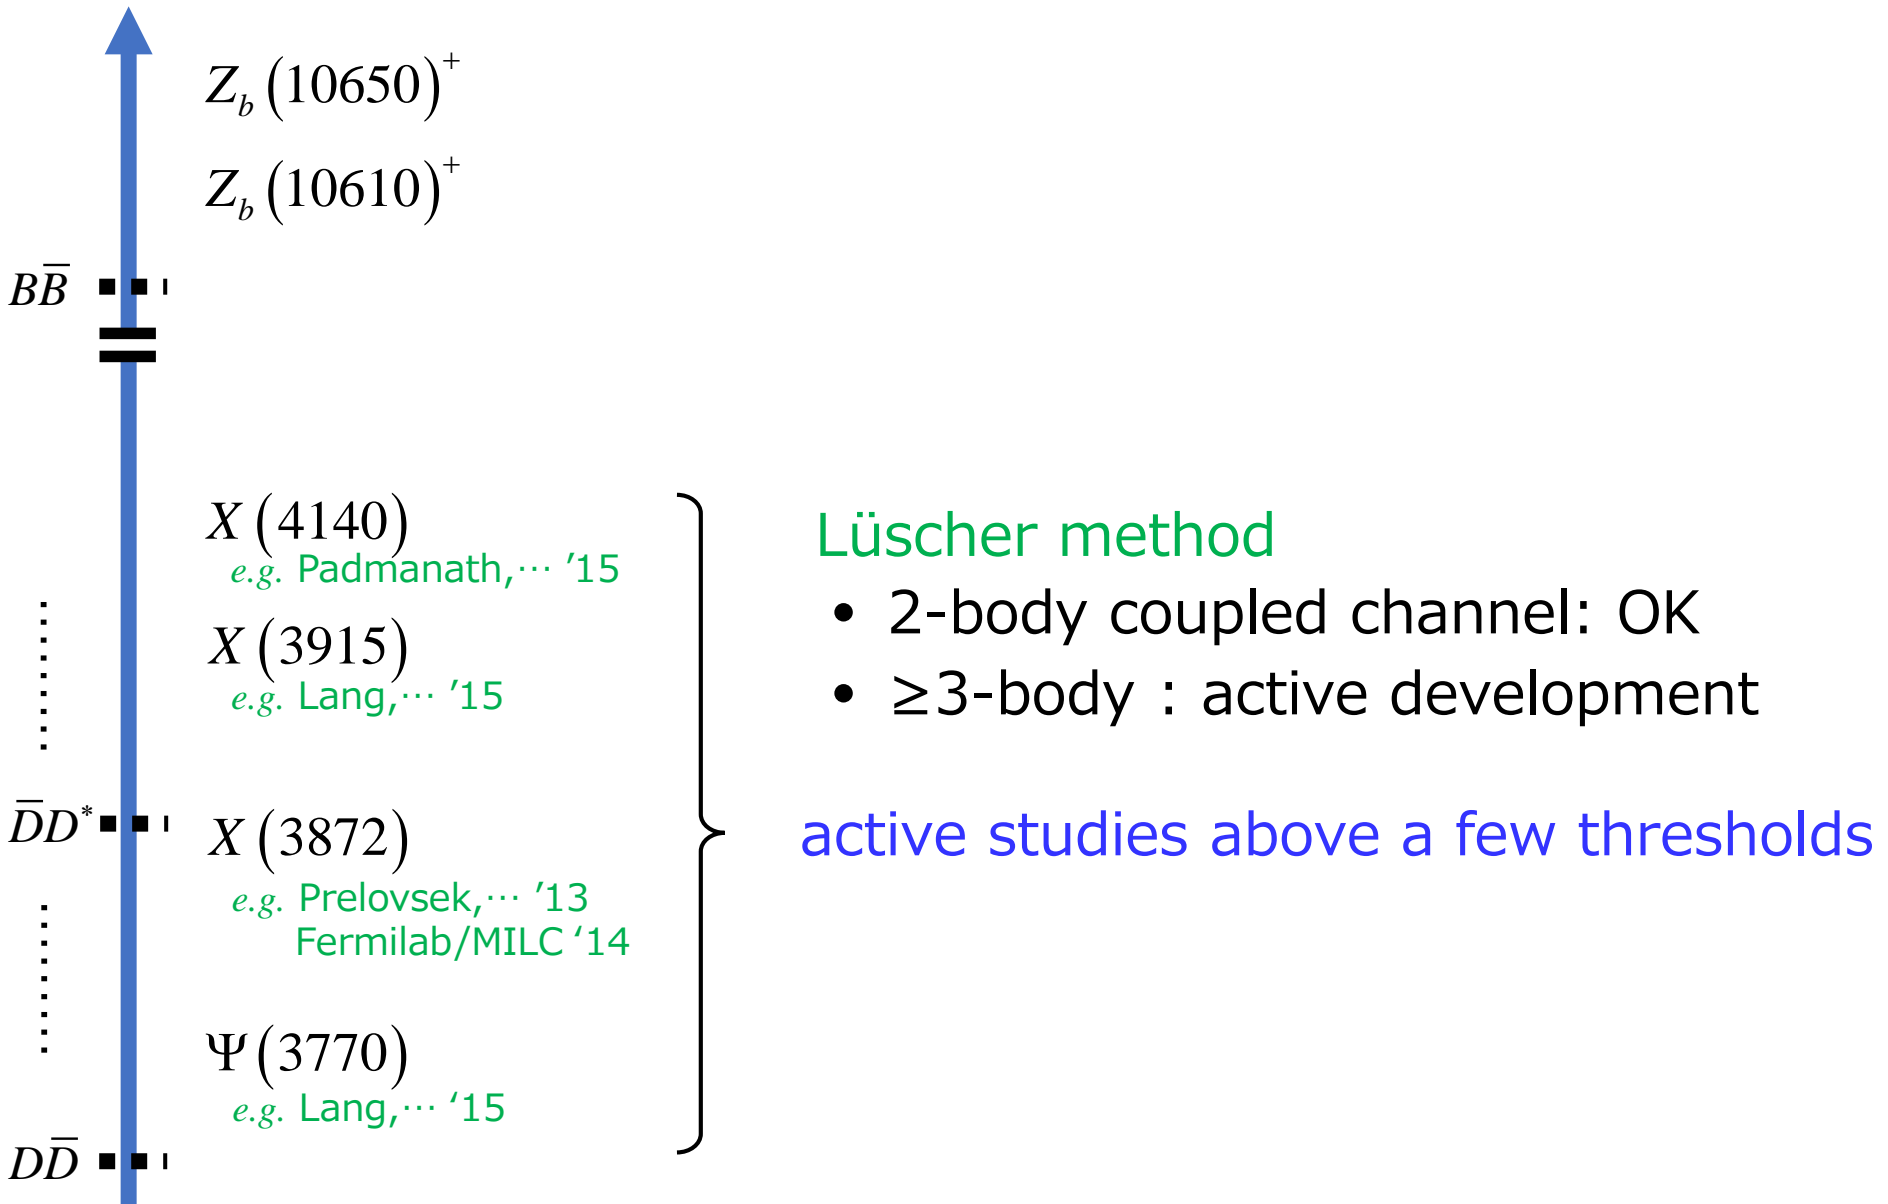 Z_b(10650)^+
Z_b(10610)^+
BB̅
X(4140)
e.g. Padmanath,⋯ ’15
X(3915)
e.g. Lang,⋯ ’15
D̅D^*
X(3872)
e.g. Prelovsek,⋯ ’13
Fermilab/MILC ‘14
Ψ(3770)
e.g. Lang,⋯ ‘15
DD̅
Lüscher method
• 2-body coupled channel: OK
• ≥3-body : active development
active studies above a few thresholds